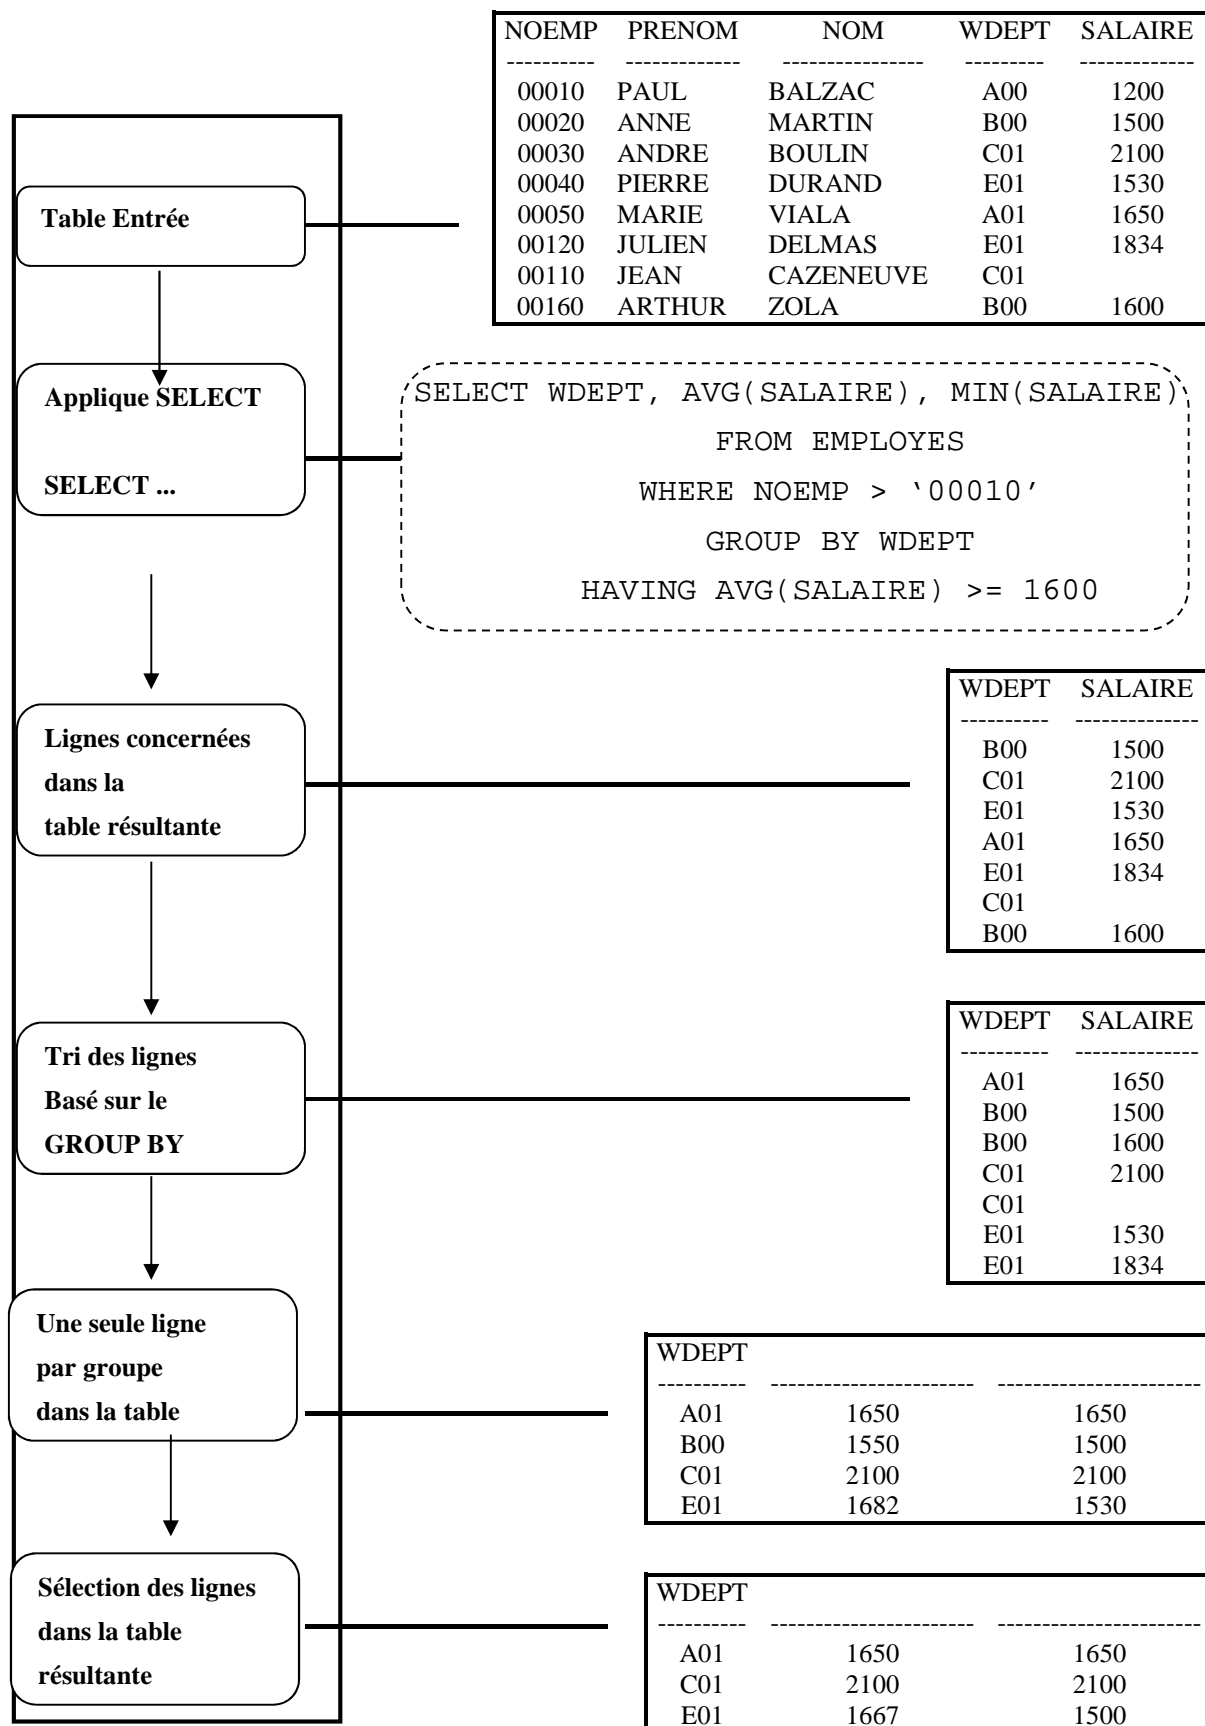 NOEMP PRENOM NOM WDEPT SALAIRE
---------- ------------- ---------------- --------- -------------
00010 PAUL BALZAC A00 1200
00020 ANNE MARTIN B00 1500
00030 ANDRE BOULIN C01 2100
00040 PIERRE DURAND E01 1530
00050 MARIE VIALA A01 1650
00120 JULIEN DELMAS E01 1834
00110 JEAN CAZENEUVE C01
00160 ARTHUR ZOLA B00 1600
Table Entrée
Applique SELECT
SELECT ...
SELECT WDEPT, AVG(SALAIRE), MIN(SALAIRE)
FROM EMPLOYES
WHERE NOEMP > ‘00010’
GROUP BY WDEPT
HAVING AVG(SALAIRE) >= 1600
Lignes concernées
dans la
table résultante
WDEPT SALAIRE
---------- --------------
B00 1500
C01 2100
E01 1530
A01 1650
E01 1834
C01
B00 1600
Tri des lignes
Basé sur le
GROUP BY
WDEPT SALAIRE
---------- --------------
A01 1650
B00 1500
B00 1600
C01 2100
C01
E01 1530
E01 1834
Une seule ligne
par groupe
dans la table
WDEPT
---------- ----------------------- -----------------------
A01 1650 1650
B00 1550 1500
C01 2100 2100
E01 1682 1530
Sélection des lignes
dans la table
résultante
WDEPT
---------- ----------------------- -----------------------
A01 1650 1650
C01 2100 2100
E01 1667 1500